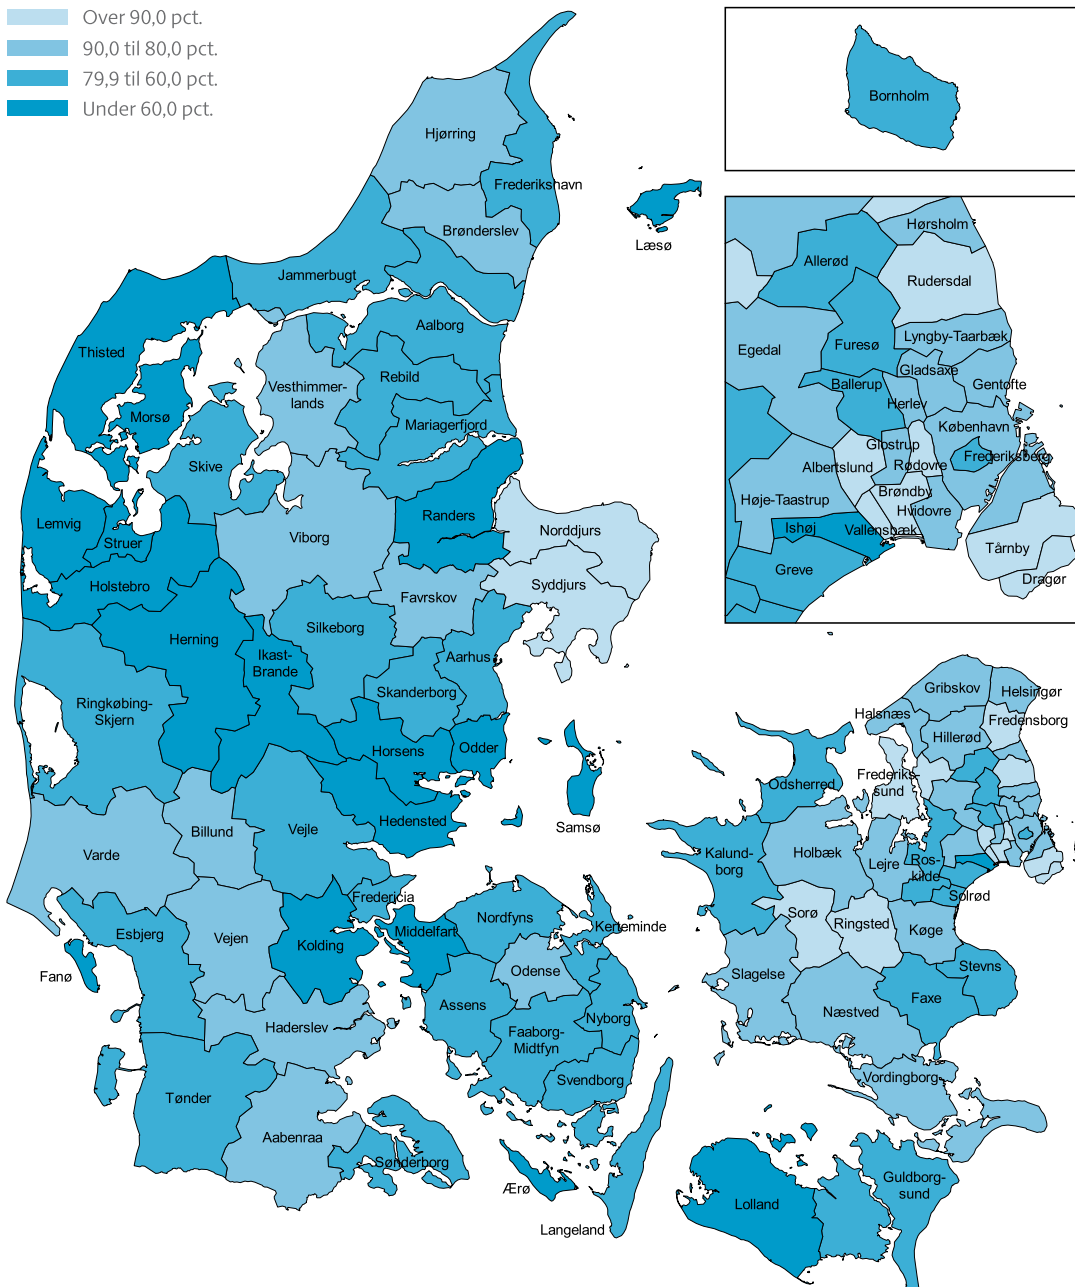 Over 90,0 pct.
90,0 til 80,0 pct.
79,9 til 60,0 pct.
Under 60,0 pct.
Bornholm
Hjørring
Frederikshavn
Brønderslev
Læsø
Jammerbugt
Thisted
Aalborg
Vesthimmer-
lands
Rebild
Morsø
Mariagerfjord
Skive
Lemvig
Struer
Viborg
Randers
Norddjurs
Holstebro
Syddjurs
Favrskov
Herning
Silkeborg
Ikast-
Brande
Aarhus
Skanderborg
Ringkøbing-
Skjern
Horsens
Odder
Hedensted
Samsø
Billund
Vejle
Varde
Fredericia
Esbjerg
Vejen
Kolding
Middelfart
Nordfyns
Kerteminde
Fanø
Odense
Assens
Haderslev
Faaborg-
Midtfyn
Nyborg
Svendborg
Tønder
Aabenraa
Sønderborg
Ærø
Langeland
Hørsholm
Allerød
Rudersdal
Egedal
Furesø
Lyngby-Taarbæk
Gladsaxe
Ballerup
Gentofte
Herlev
København
Glostrup
Frederiksberg
Albertslund
Rødovre
Høje-Taastrup
Brøndby
Hvidovre
Ishøj
Vallensbæk
Greve
Tårnby
Dragør
Gribskov
Helsingør
Halsnæs
Fredensborg
Hillerød
Frederiks-
sund
Odsherred
Kalund-
borg
Holbæk
Lejre
Ros-
kilde
Solrød
Sorø
Ringsted
Køge
Slagelse
Stevns
Næstved
Faxe
Vordingborg
Guldborg-
sund
Lolland